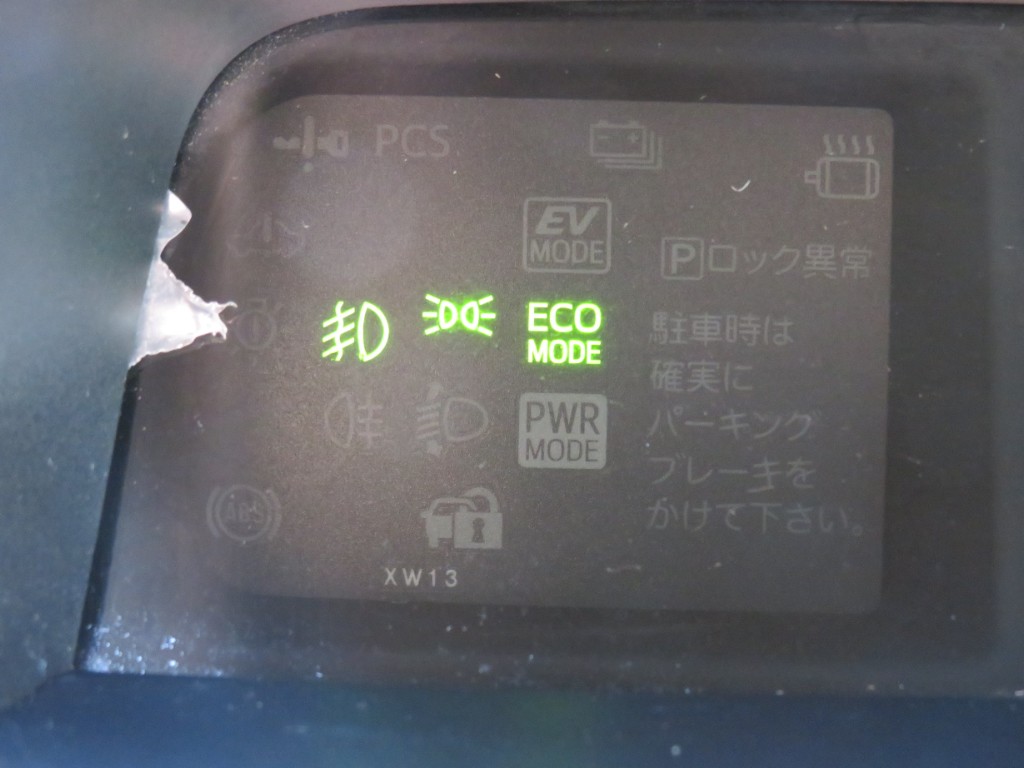 PCS
EV
MODE
Pロック異常
ECO
MODE
駐車時は
確実に
パーキング
ブレーキを
かけて下さい。
PWR
MODE
ABS
XW13